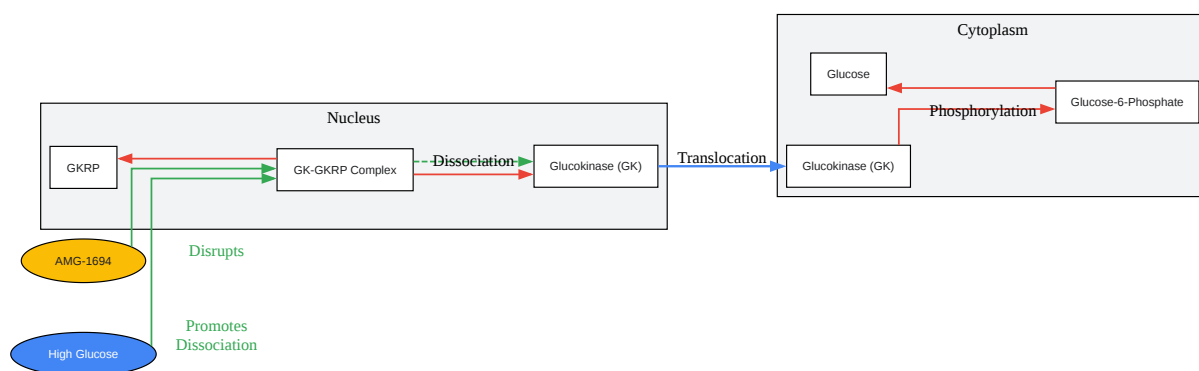 Cytoplasm
Glucose
Glucose-6-Phosphate
Phosphorylation
Nucleus
GKRP
GK-GKRP Complex
Dissociation
Glucokinase (GK)
Translocation
Glucokinase (GK)
AMG-1694
Disrupts
High Glucose
Promotes
Dissociation